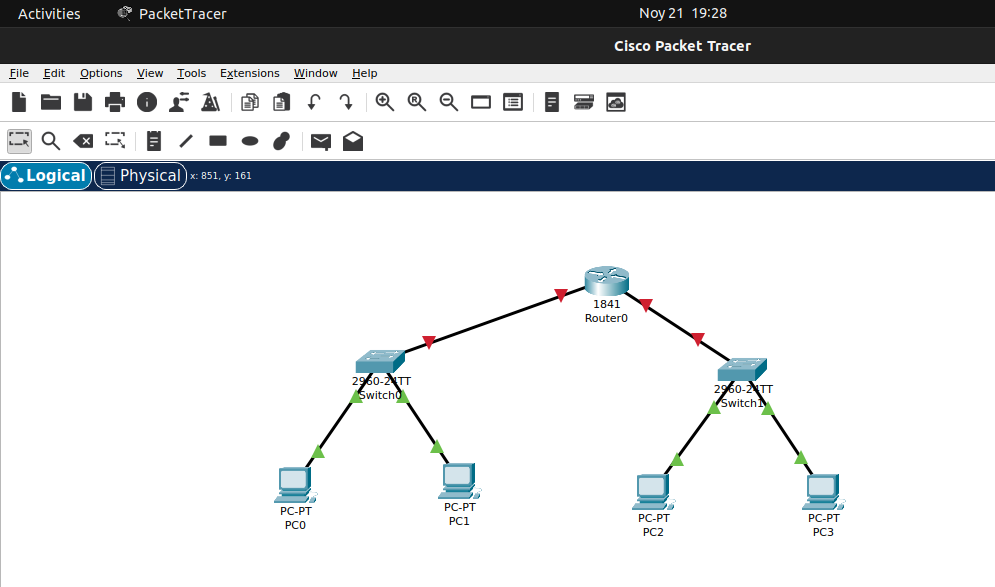 Activities PacketTracer Noy 21 19:28
Cisco Packet Tracer
File Edit Options View Tools Extensions Window Help
Logical Physical x: 851, y: 161
1841
Router0
2960-24TT
Switch0
2960-24TT
Switch1
PC-PT
PC0
PC-PT
PC1
PC-PT
PC2
PC-PT
PC3